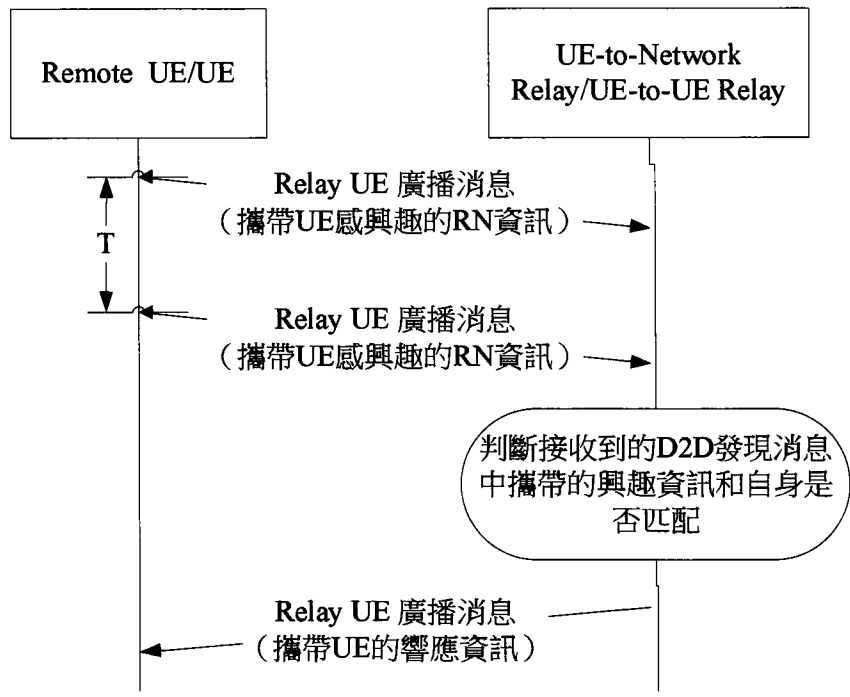 Remote UE/UE
UE-to-Network
Relay/UE-to-UE Relay
Relay UE 廣播消息
（攜帶UE感興趣的RN資訊）
T
Relay UE 廣播消息
（攜帶UE感興趣的RN資訊）
判斷接收到的D2D發現消息
中攜帶的興趣資訊和自身是
否匹配
Relay UE 廣播消息
（攜帶UE的響應資訊）